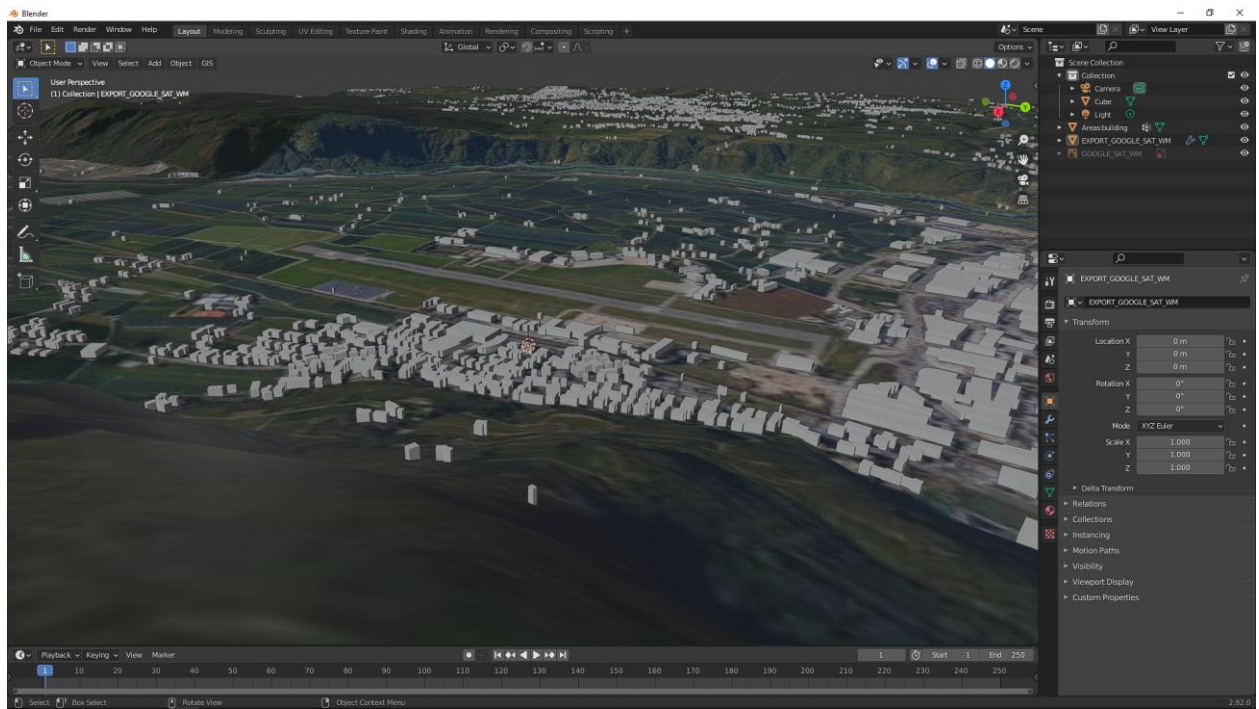 Blender
File Edit Render Window Help Layout Modeling Sculpting UV Editing Texture Paint Shading Animation Rendering Compositing Scripting + Scene View Layer
Global Options
Object Mode View Select Add Object GIS
User Perspective
(1) Collection | EXPORT_GOOGLE_SAT_WM
Z
Y
X
Scene Collection
Collection
Camera
Cube
Light
Areas:building
EXPORT_GOOGLE_SAT_WM
GOOGLE_SAT_WM
EXPORT_GOOGLE_SAT_WM
EXPORT_GOOGLE_SAT_WM
Transform
Location X 0 m
Y 0 m
Z 0 m
Rotation X 0°
Y 0°
Z 0°
Mode XYZ Euler
Scale X 1.000
Y 1.000
Z 1.000
Delta Transform
Relations
Collections
Instancing
Motion Paths
Visibility
Viewport Display
Custom Properties
Playback Keying View Marker 1 Start 1 End 250
1 10 20 30 40 50 60 70 80 90 100 110 120 130 140 150 160 170 180 190 200 210 220 230 240 250
Select Box Select Rotate View Object Context Menu 2.92.0